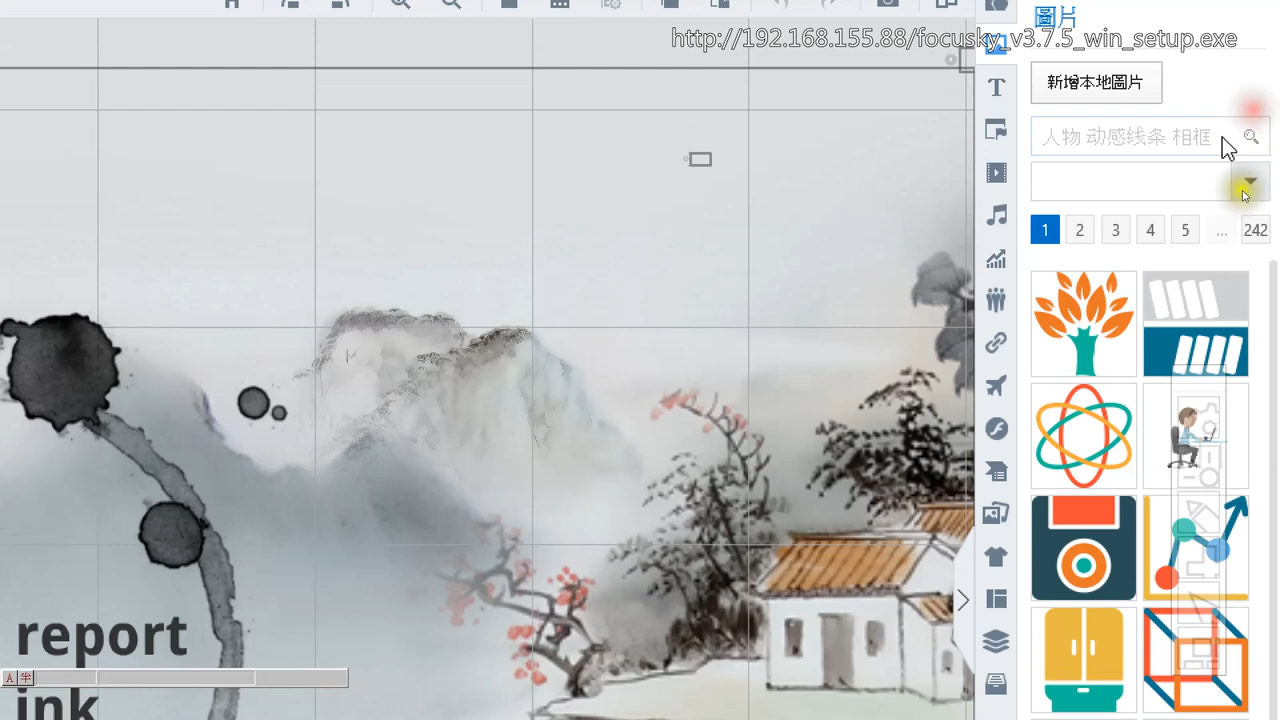 圖片
http://192.168.155.88/focusky_v3.7.5_win_setup.exe
新增本地圖片
人物 动感线条 相框
1 2 3 4 5 ... 242
report
ink
A 半